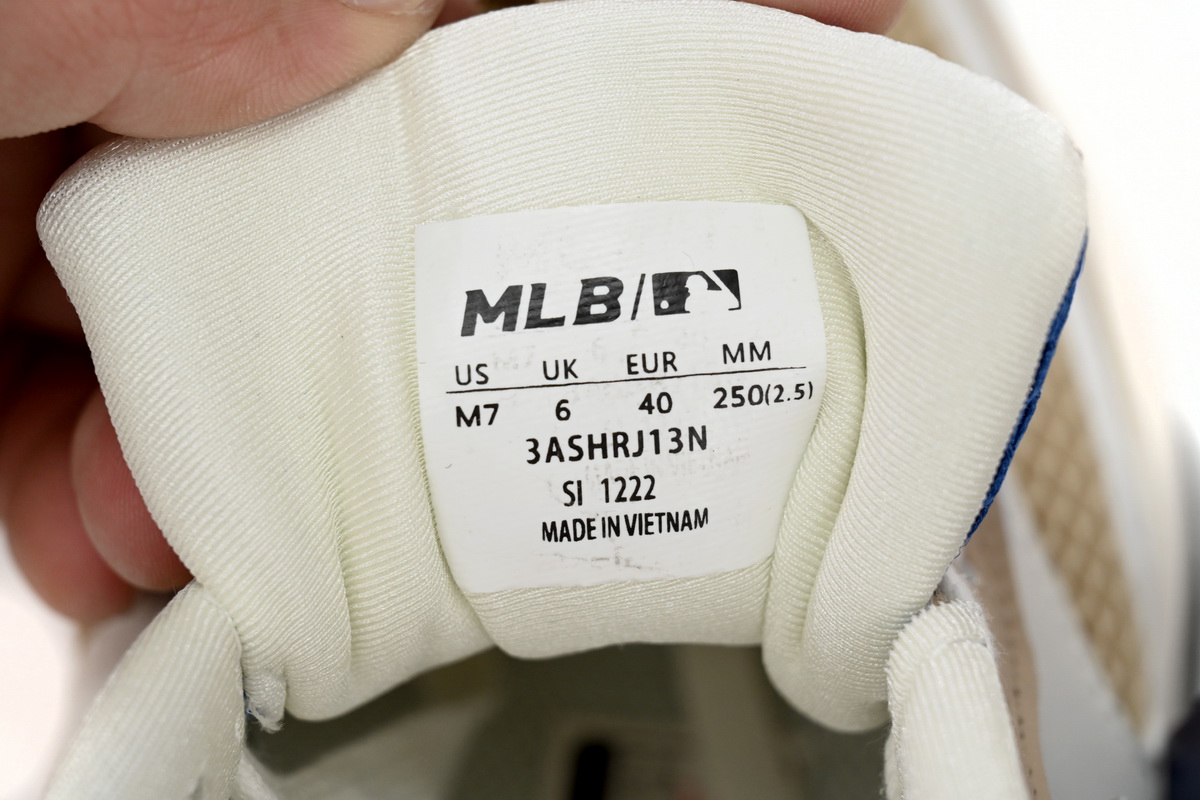 MLB/
US UK EUR MM
M7 6 40 250(2.5)
3ASHRJ13N
SI 1222
MADE IN VIETNAM